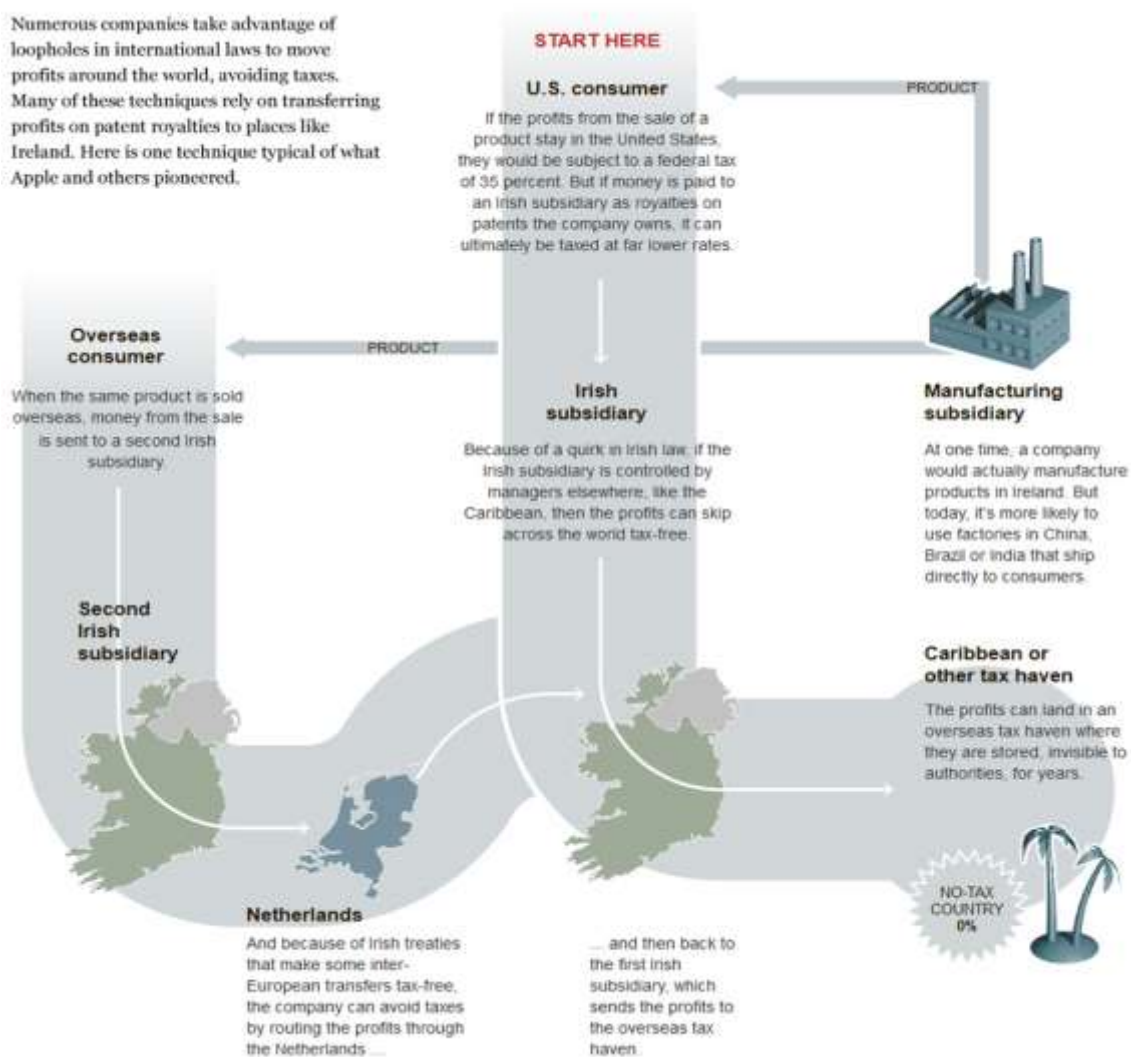 Numerous companies take advantage of
loopholes in international laws to move
profits around the world, avoiding taxes.
Many of these techniques rely on transferring
profits on patent royalties to places like
Ireland. Here is one technique typical of what
Apple and others pioneered.
START HERE
U.S. consumer
If the profits from the sale of a
product stay in the United States,
they would be subject to a federal tax
of 35 percent. But if money is paid to
an Irish subsidiary as royalties on
patents the company owns, it can
ultimately be taxed at far lower rates.
PRODUCT
Overseas
consumer
When the same product is sold
overseas, money from the sale
is sent to a second Irish
subsidiary
PRODUCT
Irish
subsidiary
Because of a quirk in Irish law, if the
Irish subsidiary is controlled by
managers elsewhere, like the
Caribbean, then the profits can skip
across the world tax-free.
Manufacturing
subsidiary
At one time, a company
would actually manufacture
products in Ireland. But
today, it's more likely to
use factories in China,
Brazil or India that ship
directly to consumers.
Second
Irish
subsidiary
Caribbean or
other tax haven
The profits can land in an
overseas tax haven where
they are stored, invisible to
authorities, for years.
NO-TAX
COUNTRY
0%
Netherlands
And because of Irish treaties
that make some inter-
European transfers tax-free,
the company can avoid taxes
by routing the profits through
the Netherlands ...
... and then back to
the first Irish
subsidiary, which
sends the profits to
the overseas tax
haven